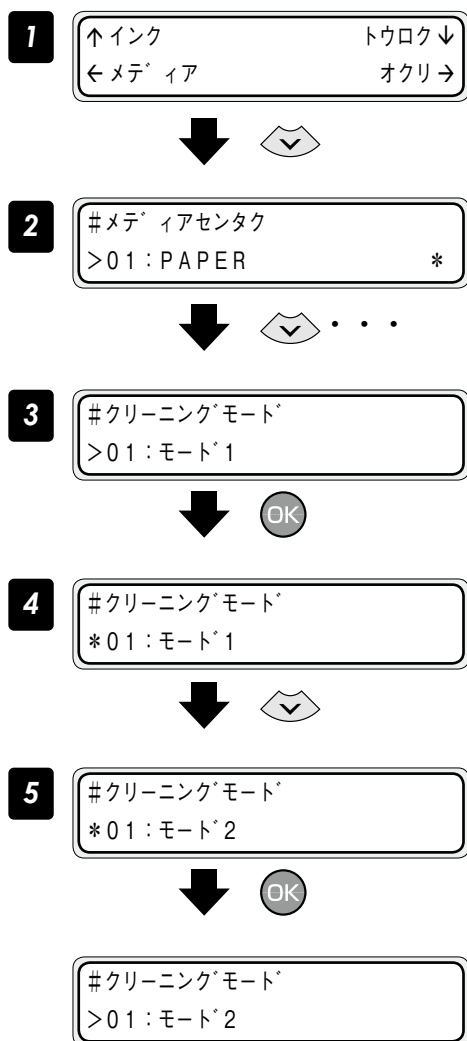 1
↑インク トウロク↓
←メディア オクリ→
2
#メディアセンタク
>01:PAPER *
・・・
3
#クリーニングモード
>01:モード1
OK
4
#クリーニングモード
*01:モード1
5
#クリーニングモード
*01:モード2
OK
#クリーニングモード
>01:モード2